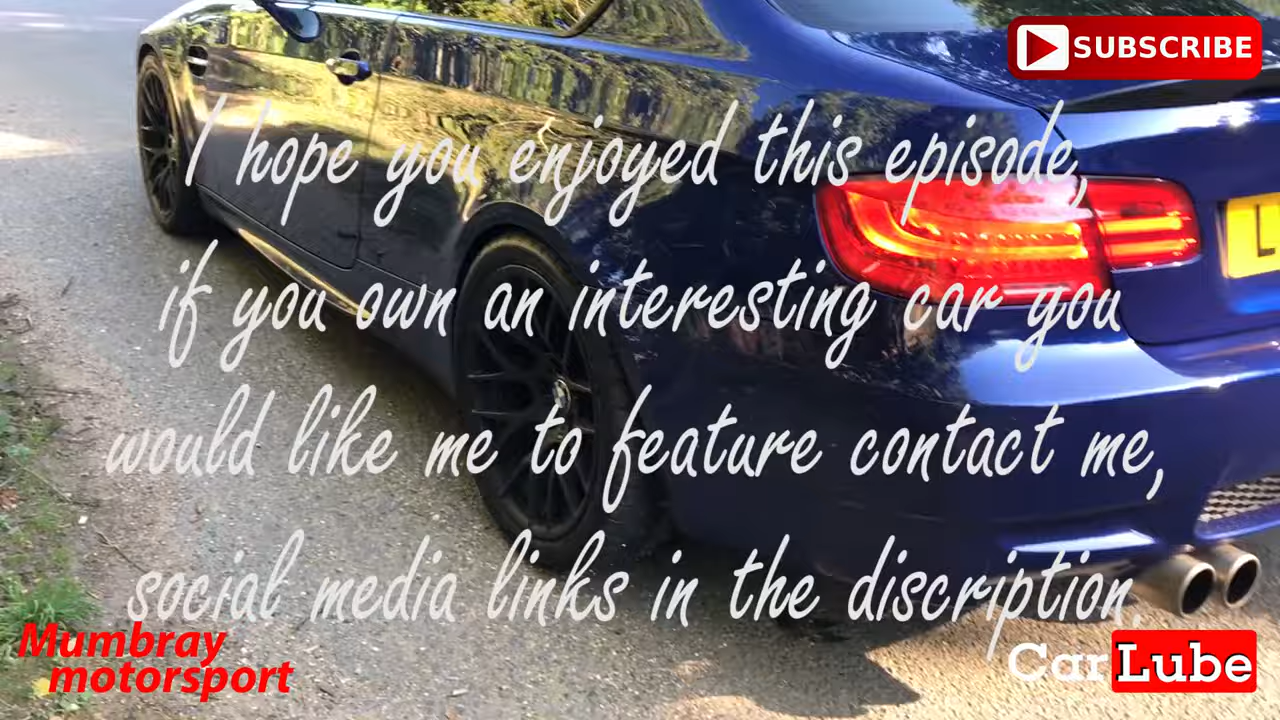 SUBSCRIBE
I hope you enjoyed this episode,
if you own an interesting car you
would like me to feature contact me,
social media links in the discription.
Mumbray
motorsport
CarLube
L